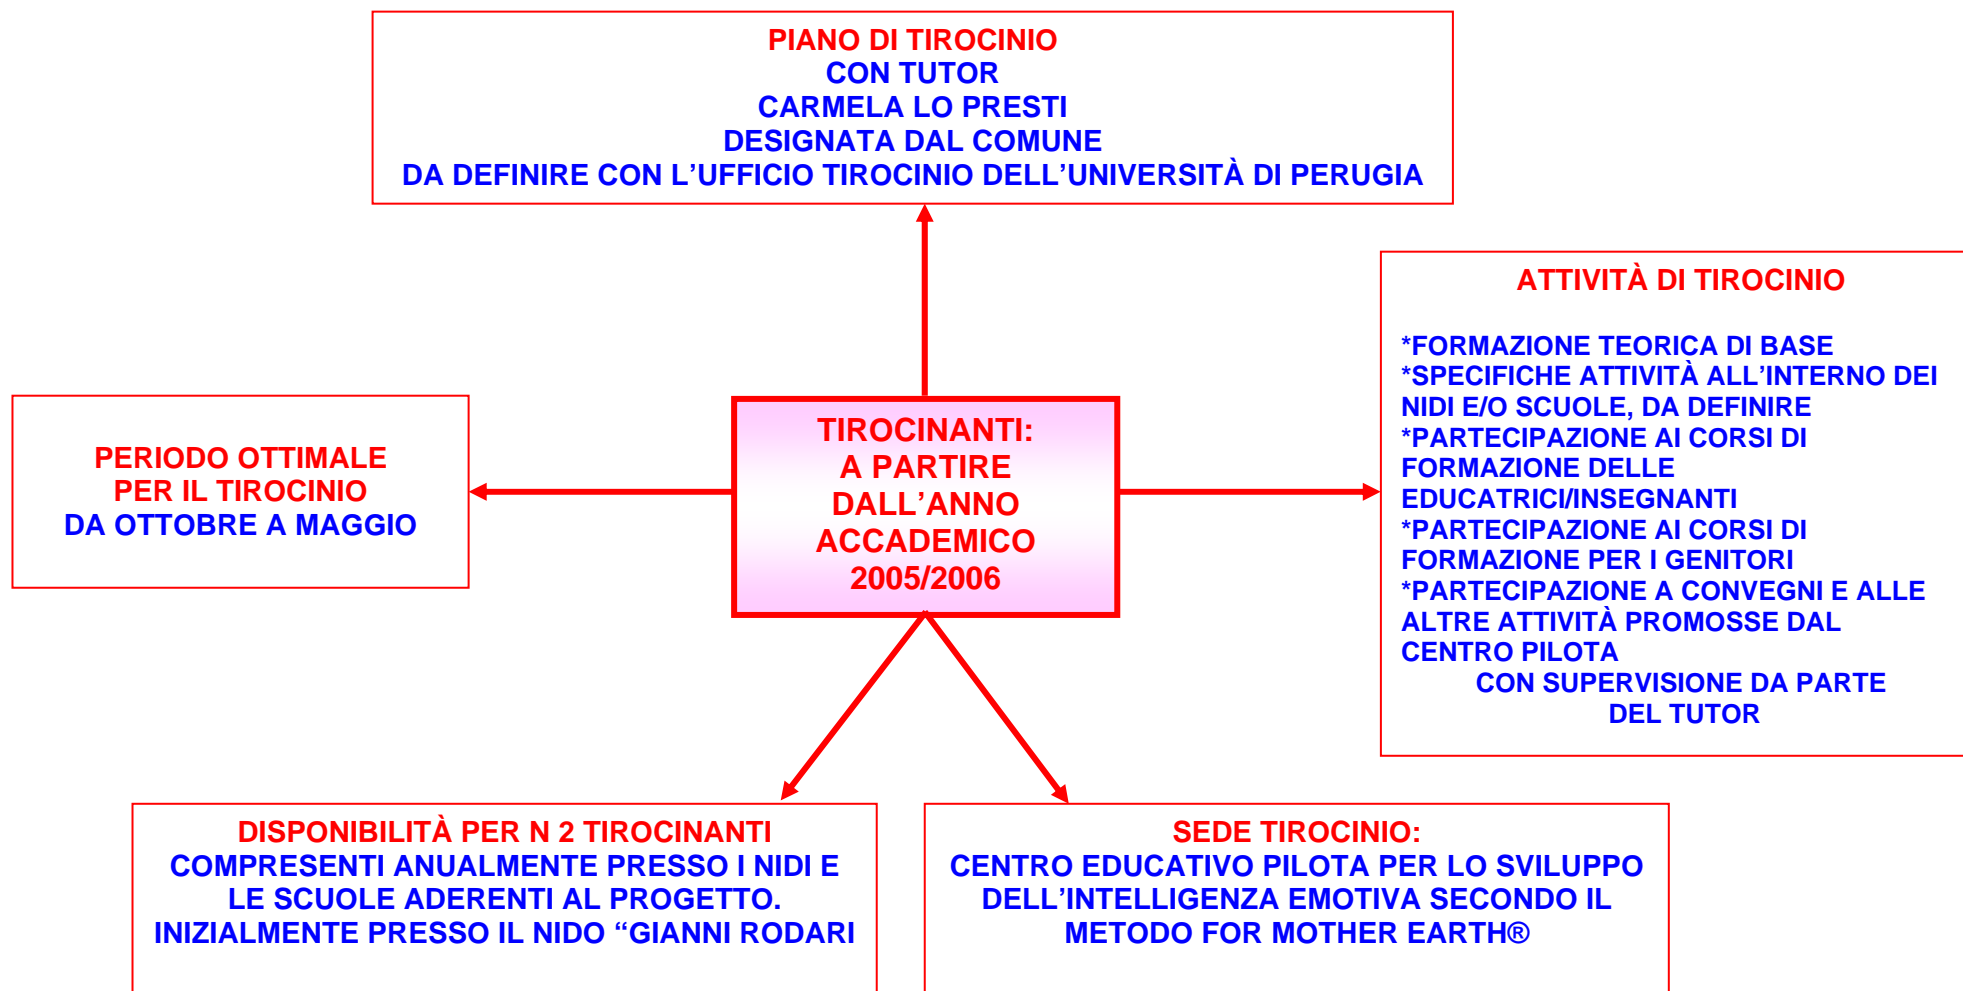 PIANO DI TIROCINIO
CON TUTOR
CARMELA LO PRESTI
DESIGNATA DAL COMUNE
DA DEFINIRE CON L’UFFICIO TIROCINIO DELL’UNIVERSITÀ DI PERUGIA
ATTIVITÀ DI TIROCINIO
*FORMAZIONE TEORICA DI BASE
*SPECIFICHE ATTIVITÀ ALL’INTERNO DEI
NIDI E/O SCUOLE, DA DEFINIRE
*PARTECIPAZIONE AI CORSI DI
FORMAZIONE DELLE
EDUCATRICI/INSEGNANTI
*PARTECIPAZIONE AI CORSI DI
FORMAZIONE PER I GENITORI
*PARTECIPAZIONE A CONVEGNI E ALLE
ALTRE ATTIVITÀ PROMOSSE DAL
CENTRO PILOTA
CON SUPERVISIONE DA PARTE
DEL TUTOR
PERIODO OTTIMALE
PER IL TIROCINIO
DA OTTOBRE A MAGGIO
TIROCINANTI:
A PARTIRE
DALL’ANNO
ACCADEMICO
2005/2006
DISPONIBILITÀ PER N 2 TIROCINANTI
COMPRESENTI ANUALMENTE PRESSO I NIDI E
LE SCUOLE ADERENTI AL PROGETTO.
INIZIALMENTE PRESSO IL NIDO “GIANNI RODARI
SEDE TIROCINIO:
CENTRO EDUCATIVO PILOTA PER LO SVILUPPO
DELL’INTELLIGENZA EMOTIVA SECONDO IL
METODO FOR MOTHER EARTH®